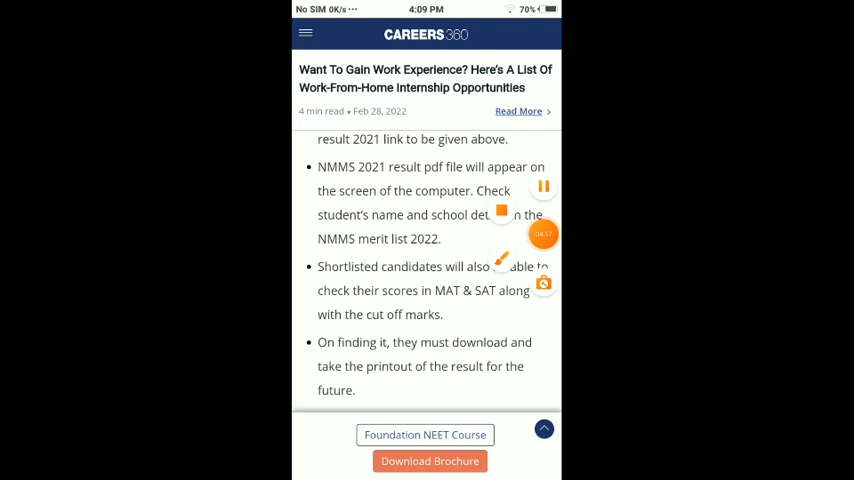 No SIM 0K/s ··· 4:09 PM 70%
CAREERS360
Want To Gain Work Experience? Here's A List Of
Work-From-Home Internship Opportunities
4 min read • Feb 28, 2022 Read More ›
result 2021 link to be given above.
• NMMS 2021 result pdf file will appear on
the screen of the computer. Check
student's name and school the
NMMS merit list 2022.
• Shortlisted candidates will also to
check their scores in MAT & SAT along
with the cut off marks.
• On finding it, they must download and
take the printout of the result for the
future.
04:57
Foundation NEET Course
Download Brochure